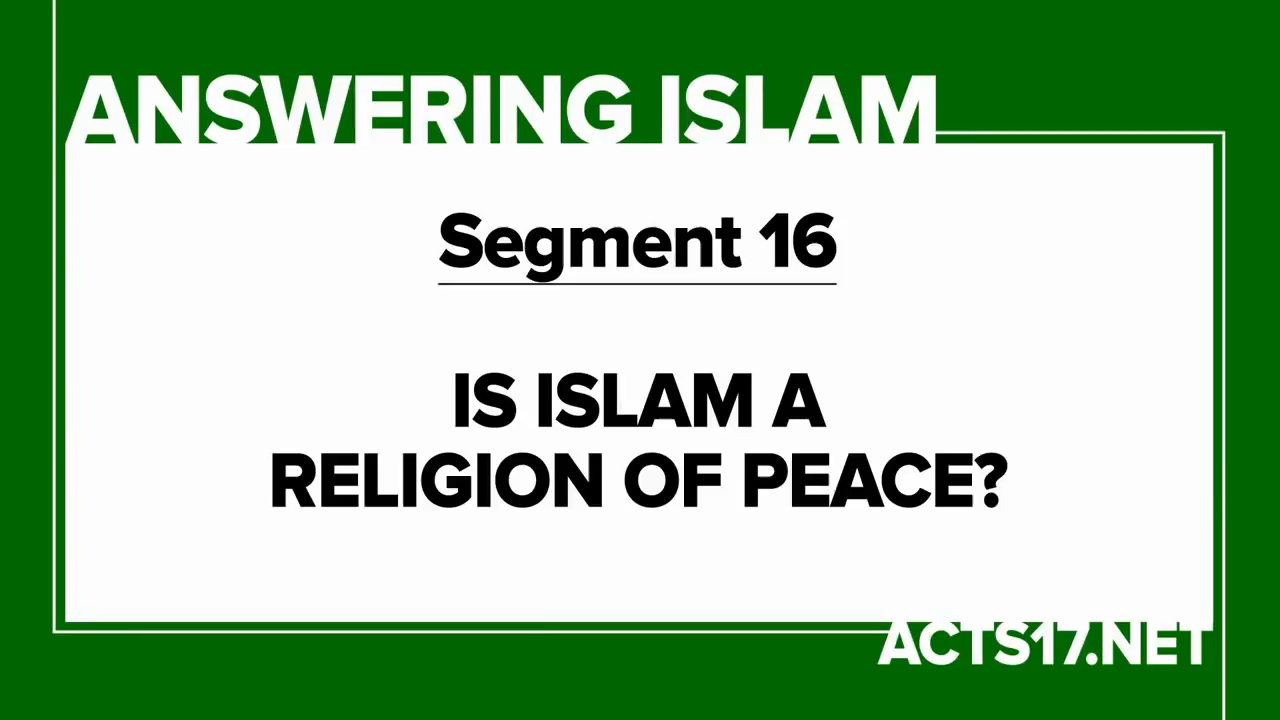 ANSWERING ISLAM
Segment 16
IS ISLAM A
RELIGION OF PEACE?
ACTS17.NET